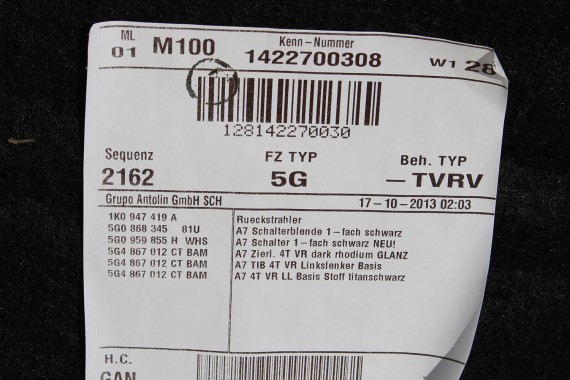 ML
01 M100
Kenn-Nummer
1422700308
W1 28
128142270030
Sequenz FZ TYP Beh. TYP
2162 5G —TVRV
Grupo Antolin GmbH SCH 17-10-2013 02:03
1K0 947 419 A Rueckstrahler
5G0 868 345 81U A7 Schalterblende 1-fach schwarz
5G0 959 855 H WHS A7 Schalter 1-fach schwarz NEU!
5G4 867 012 CT BAM A7 Zierl. 4T VR dark rhodium GLANZ
5G4 867 012 CT BAM A7 TIB 4T VR Linkslenker Basis
5G4 867 012 CT BAM A7 4T VR LL Basis Stoff titanschwarz
H.C.
GAN